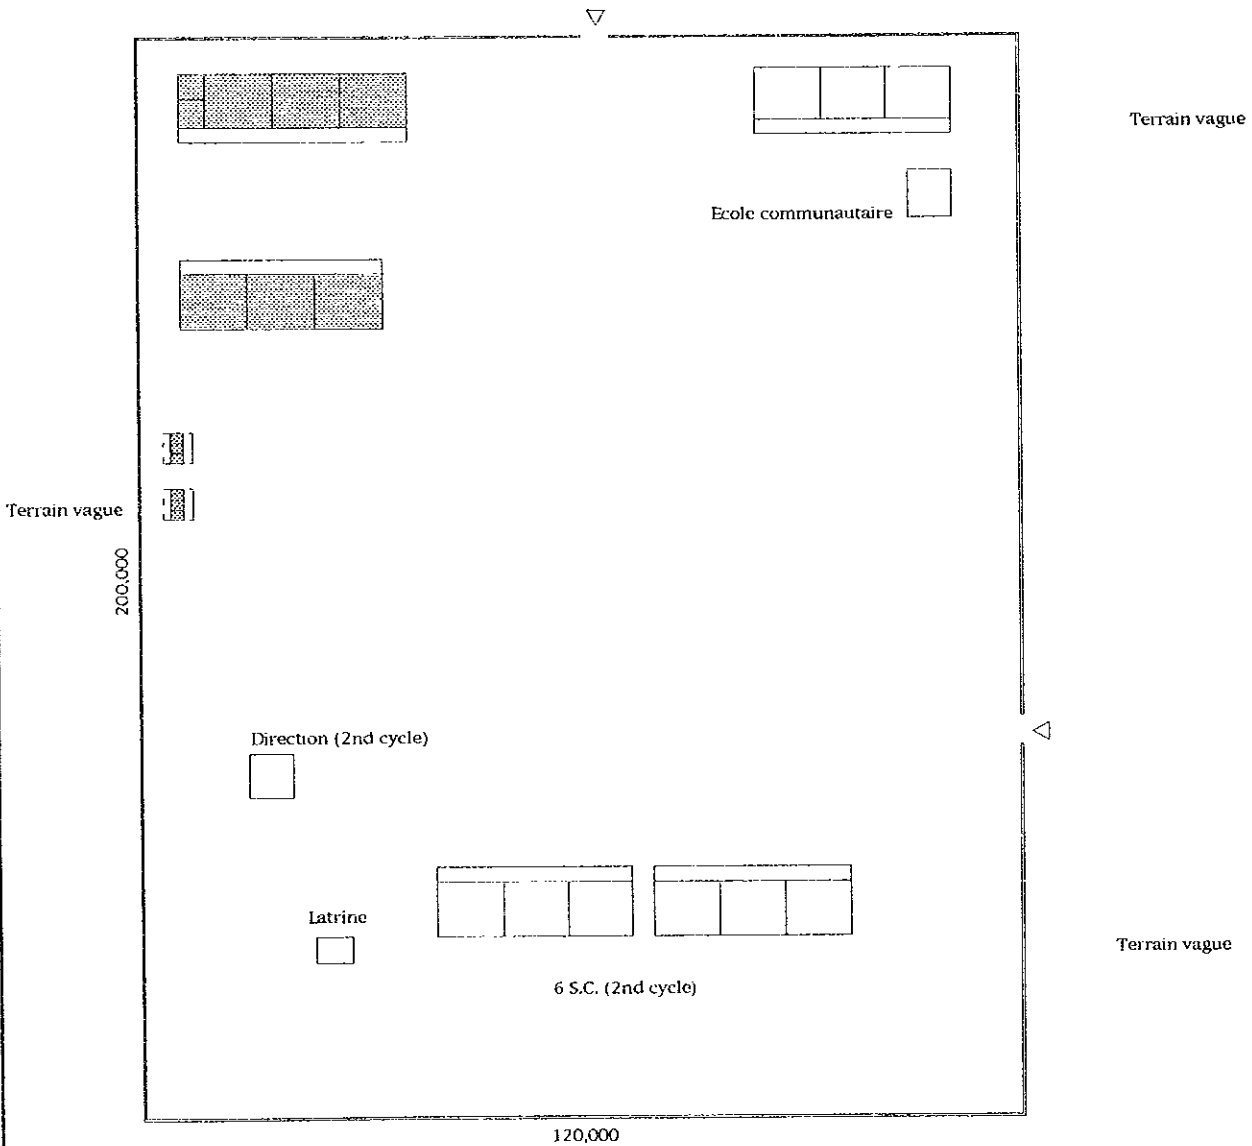 Terrain vague
Ecole communautaire
Terrain vague
200,000
Direction (2nd cycle)
Latrine
Terrain vague
6 S.C. (2nd cycle)
120,000